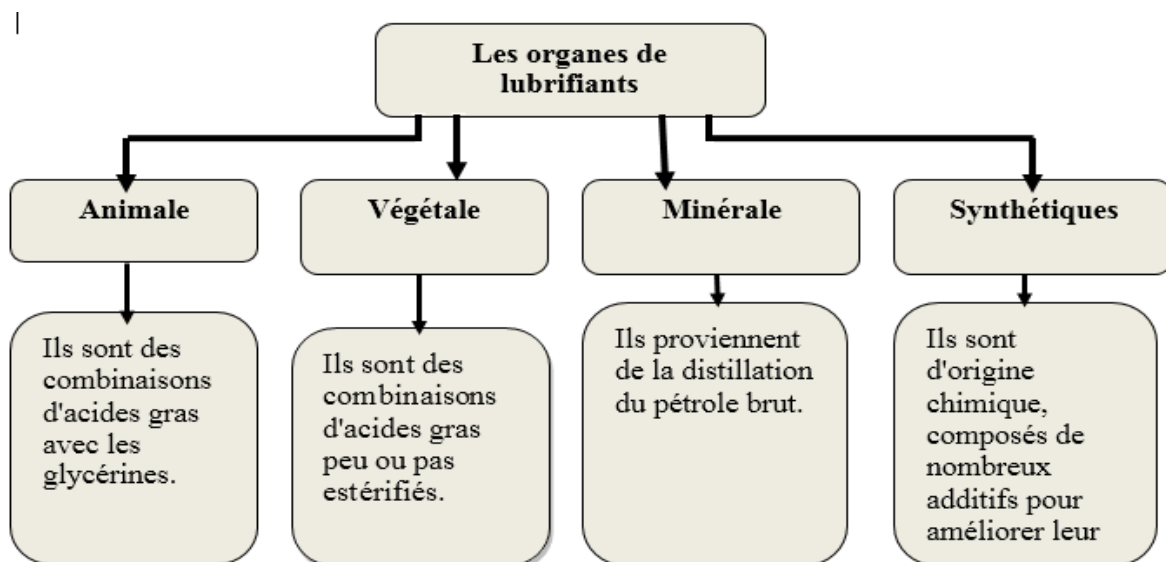 Les organes de
lubrifiants
Animale
Végétale
Minérale
Synthétiques
Ils sont des
combinaisons
d'acides gras
avec les
glycérines.
Ils sont des
combinaisons
d'acides gras
peu ou pas
estérifiés.
Ils proviennent
de la distillation
du pétrole brut.
Ils sont
d'origine
chimique,
composés de
nombreux
additifs pour
améliorer leur